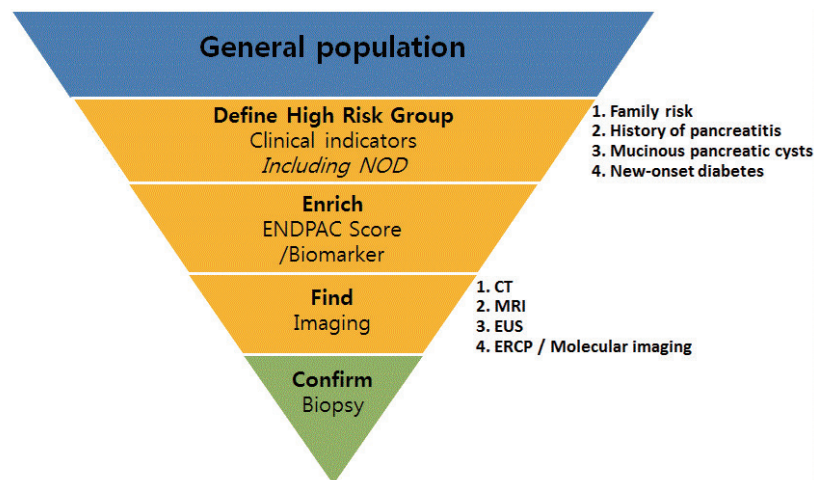 General population
Define High Risk Group
Clinical indicators
Including NOD
1. Family risk
2. History of pancreatitis
3. Mucinous pancreatic cysts
4. New-onset diabetes
Enrich
ENDPAC Score
/Biomarker
Find
Imaging
1. CT
2. MRI
3. EUS
4. ERCP / Molecular imaging
Confirm
Biopsy